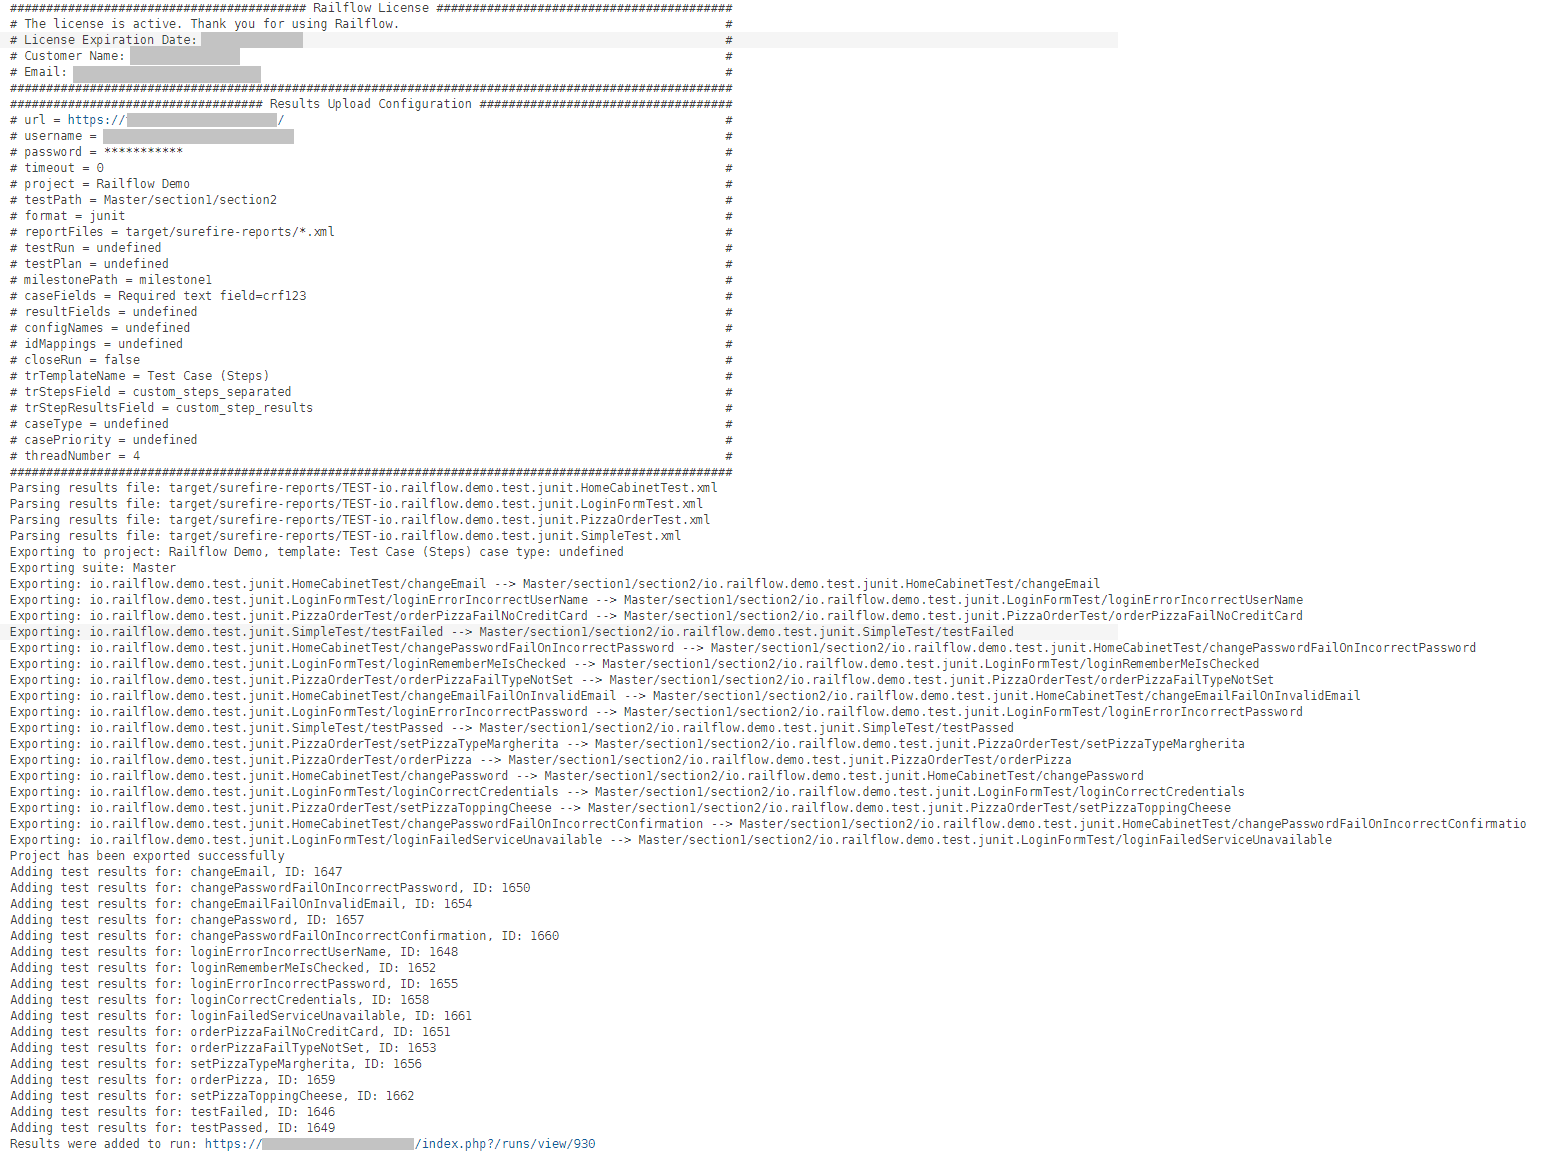 ######################################### Railflow License #########################################
# The license is active. Thank you for using Railflow. #
# License Expiration Date: #
# Customer Name: #
# Email: #
####################################################################################################
################################### Results Upload Configuration ###################################
# url = https:// / #
# username = #
# password = *********** #
# timeout = 0 #
# project = Railflow Demo #
# testPath = Master/section1/section2 #
# format = junit #
# reportFiles = target/surefire-reports/*.xml #
# testRun = undefined #
# testPlan = undefined #
# milestonePath = milestone1 #
# caseFields = Required text field=crf123 #
# resultFields = undefined #
# configNames = undefined #
# idMappings = undefined #
# closeRun = false #
# trTemplateName = Test Case (Steps) #
# trStepsField = custom_steps_separated #
# trStepResultsField = custom_step_results #
# caseType = undefined #
# casePriority = undefined #
# threadNumber = 4 #
####################################################################################################
Parsing results file: target/surefire-reports/TEST-io.railflow.demo.test.junit.HomeCabinetTest.xml
Parsing results file: target/surefire-reports/TEST-io.railflow.demo.test.junit.LoginFormTest.xml
Parsing results file: target/surefire-reports/TEST-io.railflow.demo.test.junit.PizzaOrderTest.xml
Parsing results file: target/surefire-reports/TEST-io.railflow.demo.test.junit.SimpleTest.xml
Exporting to project: Railflow Demo, template: Test Case (Steps) case type: undefined
Exporting suite: Master
Exporting: io.railflow.demo.test.junit.HomeCabinetTest/changeEmail --> Master/section1/section2/io.railflow.demo.test.junit.HomeCabinetTest/changeEmail
Exporting: io.railflow.demo.test.junit.LoginFormTest/loginErrorIncorrectUserName --> Master/section1/section2/io.railflow.demo.test.junit.LoginFormTest/loginErrorIncorrectUserName
Exporting: io.railflow.demo.test.junit.PizzaOrderTest/orderPizzaFailNoCreditCard --> Master/section1/section2/io.railflow.demo.test.junit.PizzaOrderTest/orderPizzaFailNoCreditCard
Exporting: io.railflow.demo.test.junit.SimpleTest/testFailed --> Master/section1/section2/io.railflow.demo.test.junit.SimpleTest/testFailed
Exporting: io.railflow.demo.test.junit.HomeCabinetTest/changePasswordFailOnIncorrectPassword --> Master/section1/section2/io.railflow.demo.test.junit.HomeCabinetTest/changePasswordFailOnIncorrectPassword
Exporting: io.railflow.demo.test.junit.LoginFormTest/loginRememberMeIsChecked --> Master/section1/section2/io.railflow.demo.test.junit.LoginFormTest/loginRememberMeIsChecked
Exporting: io.railflow.demo.test.junit.PizzaOrderTest/orderPizzaFailTypeNotSet --> Master/section1/section2/io.railflow.demo.test.junit.PizzaOrderTest/orderPizzaFailTypeNotSet
Exporting: io.railflow.demo.test.junit.HomeCabinetTest/changeEmailFailOnInvalidEmail --> Master/section1/section2/io.railflow.demo.test.junit.HomeCabinetTest/changeEmailFailOnInvalidEmail
Exporting: io.railflow.demo.test.junit.LoginFormTest/loginErrorIncorrectPassword --> Master/section1/section2/io.railflow.demo.test.junit.LoginFormTest/loginErrorIncorrectPassword
Exporting: io.railflow.demo.test.junit.SimpleTest/testPassed --> Master/section1/section2/io.railflow.demo.test.junit.SimpleTest/testPassed
Exporting: io.railflow.demo.test.junit.PizzaOrderTest/setPizzaTypeMargherita --> Master/section1/section2/io.railflow.demo.test.junit.PizzaOrderTest/setPizzaTypeMargherita
Exporting: io.railflow.demo.test.junit.PizzaOrderTest/orderPizza --> Master/section1/section2/io.railflow.demo.test.junit.PizzaOrderTest/orderPizza
Exporting: io.railflow.demo.test.junit.HomeCabinetTest/changePassword --> Master/section1/section2/io.railflow.demo.test.junit.HomeCabinetTest/changePassword
Exporting: io.railflow.demo.test.junit.LoginFormTest/loginCorrectCredentials --> Master/section1/section2/io.railflow.demo.test.junit.LoginFormTest/loginCorrectCredentials
Exporting: io.railflow.demo.test.junit.PizzaOrderTest/setPizzaToppingCheese --> Master/section1/section2/io.railflow.demo.test.junit.PizzaOrderTest/setPizzaToppingCheese
Exporting: io.railflow.demo.test.junit.HomeCabinetTest/changePasswordFailOnIncorrectConfirmation --> Master/section1/section2/io.railflow.demo.test.junit.HomeCabinetTest/changePasswordFailOnIncorrectConfirmatio
Exporting: io.railflow.demo.test.junit.LoginFormTest/loginFailedServiceUnavailable --> Master/section1/section2/io.railflow.demo.test.junit.LoginFormTest/loginFailedServiceUnavailable
Project has been exported successfully
Adding test results for: changeEmail, ID: 1647
Adding test results for: changePasswordFailOnIncorrectPassword, ID: 1650
Adding test results for: changeEmailFailOnInvalidEmail, ID: 1654
Adding test results for: changePassword, ID: 1657
Adding test results for: changePasswordFailOnIncorrectConfirmation, ID: 1660
Adding test results for: loginErrorIncorrectUserName, ID: 1648
Adding test results for: loginRememberMeIsChecked, ID: 1652
Adding test results for: loginErrorIncorrectPassword, ID: 1655
Adding test results for: loginCorrectCredentials, ID: 1658
Adding test results for: loginFailedServiceUnavailable, ID: 1661
Adding test results for: orderPizzaFailNoCreditCard, ID: 1651
Adding test results for: orderPizzaFailTypeNotSet, ID: 1653
Adding test results for: setPizzaTypeMargherita, ID: 1656
Adding test results for: orderPizza, ID: 1659
Adding test results for: setPizzaToppingCheese, ID: 1662
Adding test results for: testFailed, ID: 1646
Adding test results for: testPassed, ID: 1649
Results were added to run: https:// /index.php?/runs/view/930